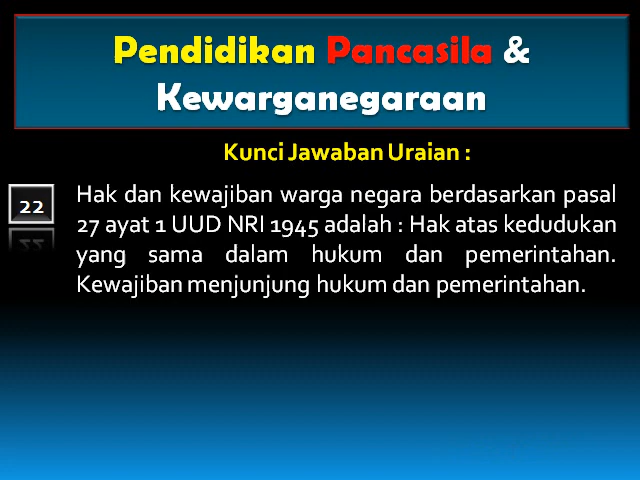 Pendidikan Pancasila &
Kewarganegaraan
Kunci Jawaban Uraian :
22
Hak dan kewajiban warga negara berdasarkan pasal
27 ayat 1 UUD NRI 1945 adalah : Hak atas kedudukan
yang sama dalam hukum dan pemerintahan.
Kewajiban menjunjung hukum dan pemerintahan.